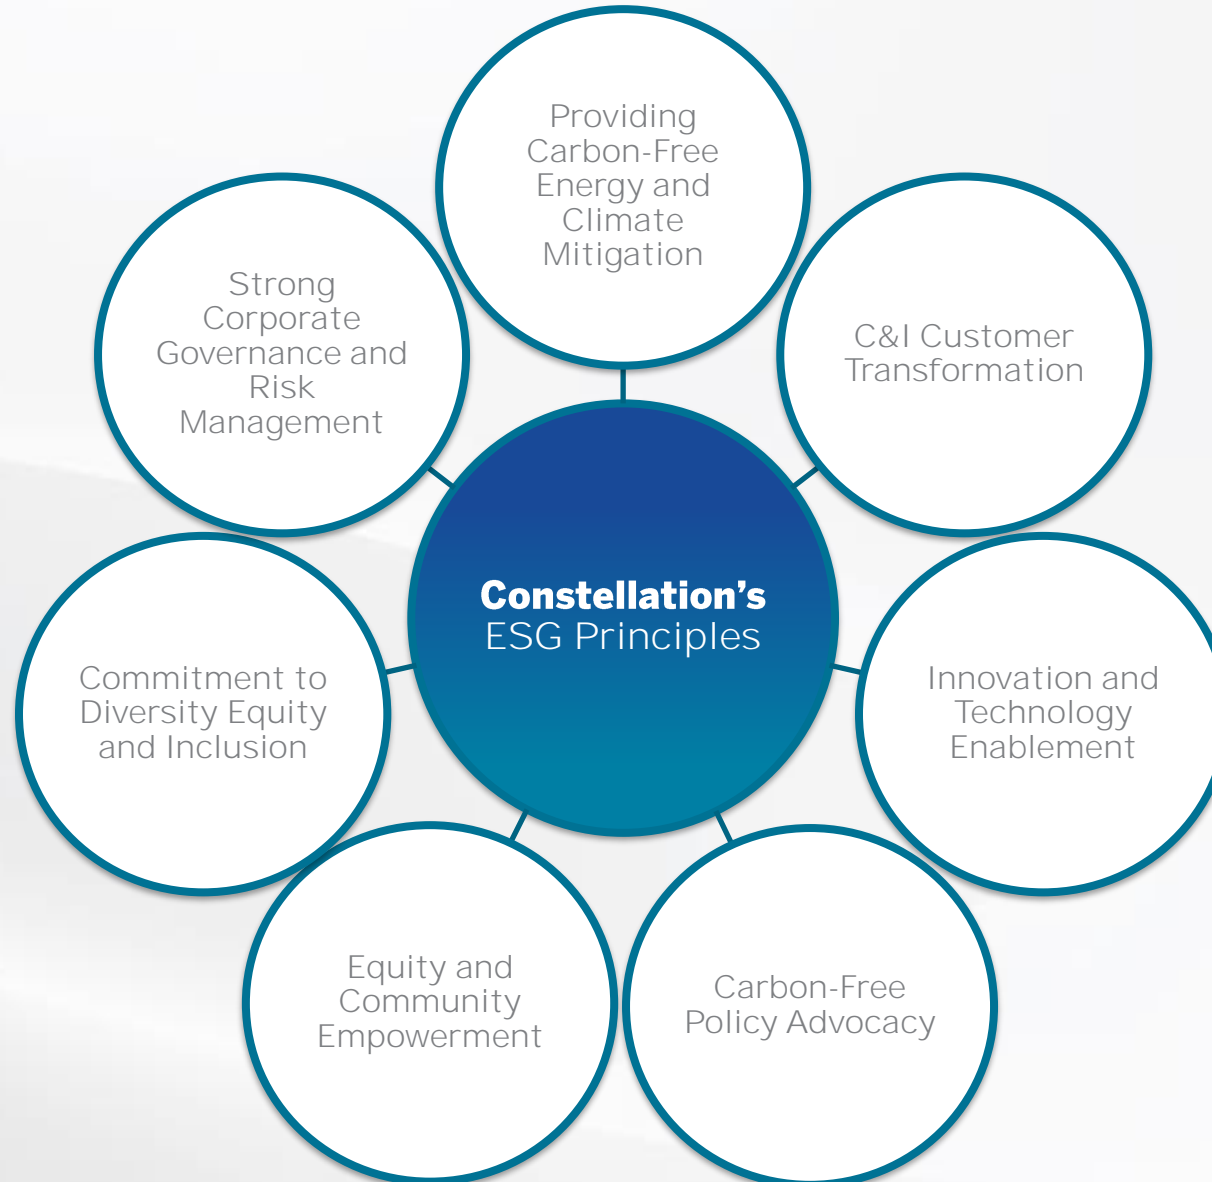 Providing
Carbon-Free
Energy and
Climate
Mitigation
C&I Customer
Transformation
Innovation and
Technology
Enablement
Carbon-Free
Policy Advocacy
Equity and
Community
Empowerment
Commitment to
Diversity Equity
and Inclusion
Strong
Corporate
Governance and
Risk
Management
Constellation's
ESG Principles